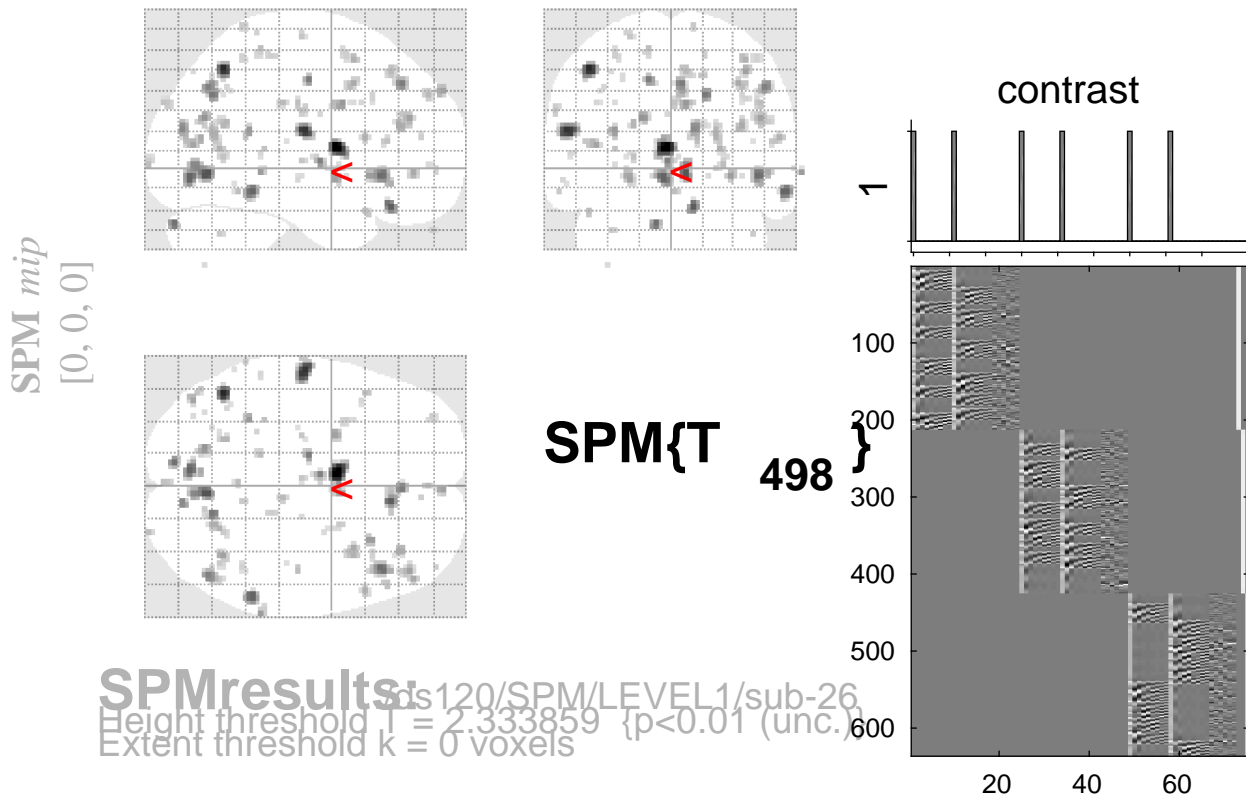 SPM mip
[0, 0, 0]
<
<
<
SPM{T498}
contrast
1
100
200
300
400
500
600
20 40 60
SPMresults: ./ds120/SPM/LEVEL1/sub-26
Height threshold T = 2.333859 {p<0.01 (unc.)}
Extent threshold k = 0 voxels